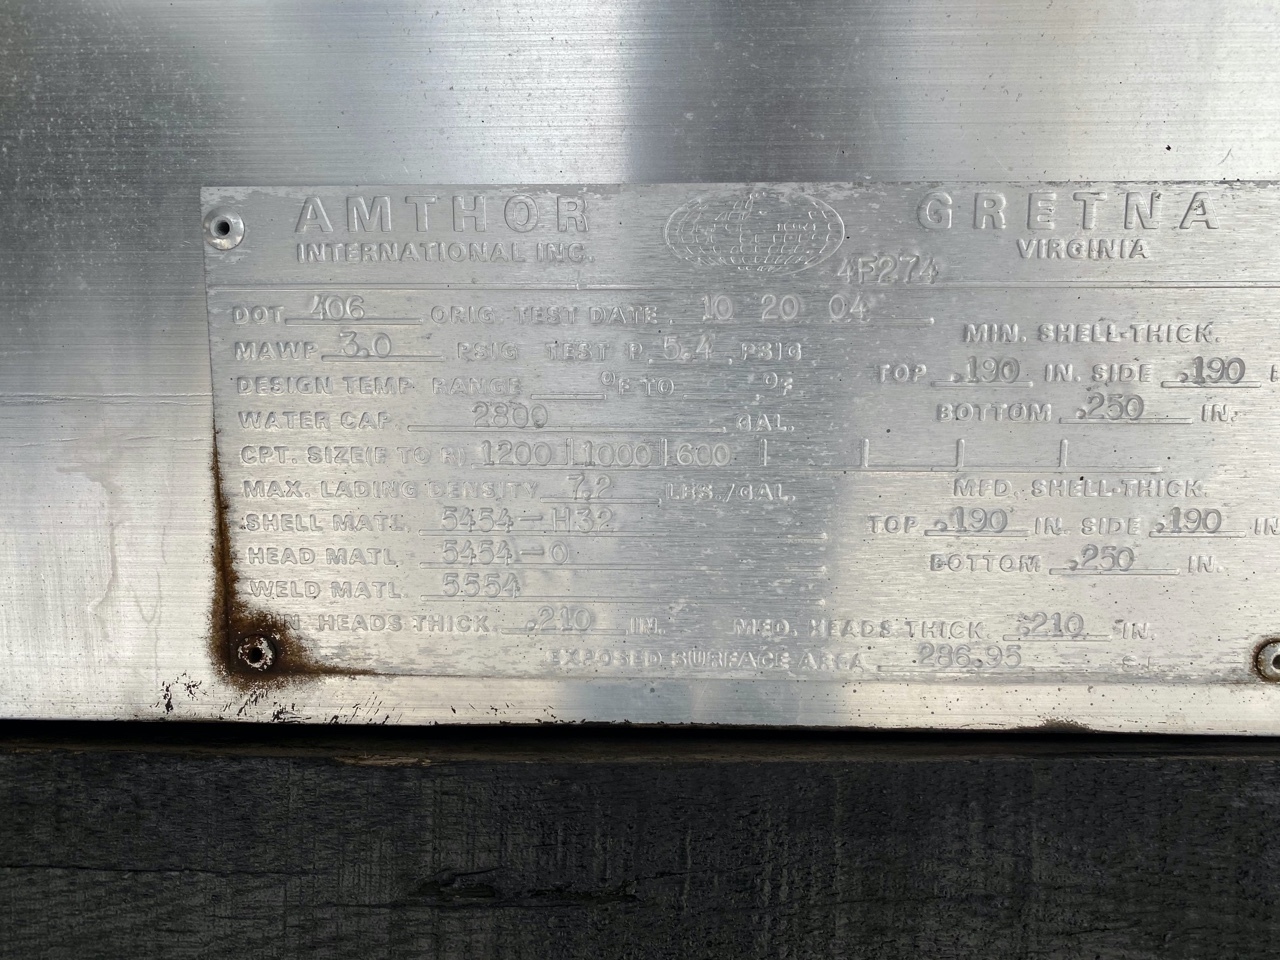 AMTHOR GRETNA
INTERNATIONAL INC. VIRGINIA
4F274
DOT 406 ORIG. TEST DATE 10 20 04
MIN. SHELL-THICK.
MAWP 3.0 PSIG TEST P. 5.4 PSIG
TOP .190 IN. SIDE .190
DESIGN TEMP RANGE °F TO °F
BOTTOM .250 IN.
WATER CAP. 2800 GAL.
CPT. SIZE(F TO R) 1200 | 1000 | 600 | | | |
MAX. LADING DENSITY 7.2 LBS./GAL.
MFD. SHELL-THICK.
SHELL MATL. 5454-H32
TOP .190 IN. SIDE .190 IN
HEAD MATL. 5454-0
BOTTOM .250 IN.
WELD MATL. 5554
HEADS THICK. .210 IN. MFD. HEADS THICK. .210 IN.
EXPOSED SURFACE AREA 286.95